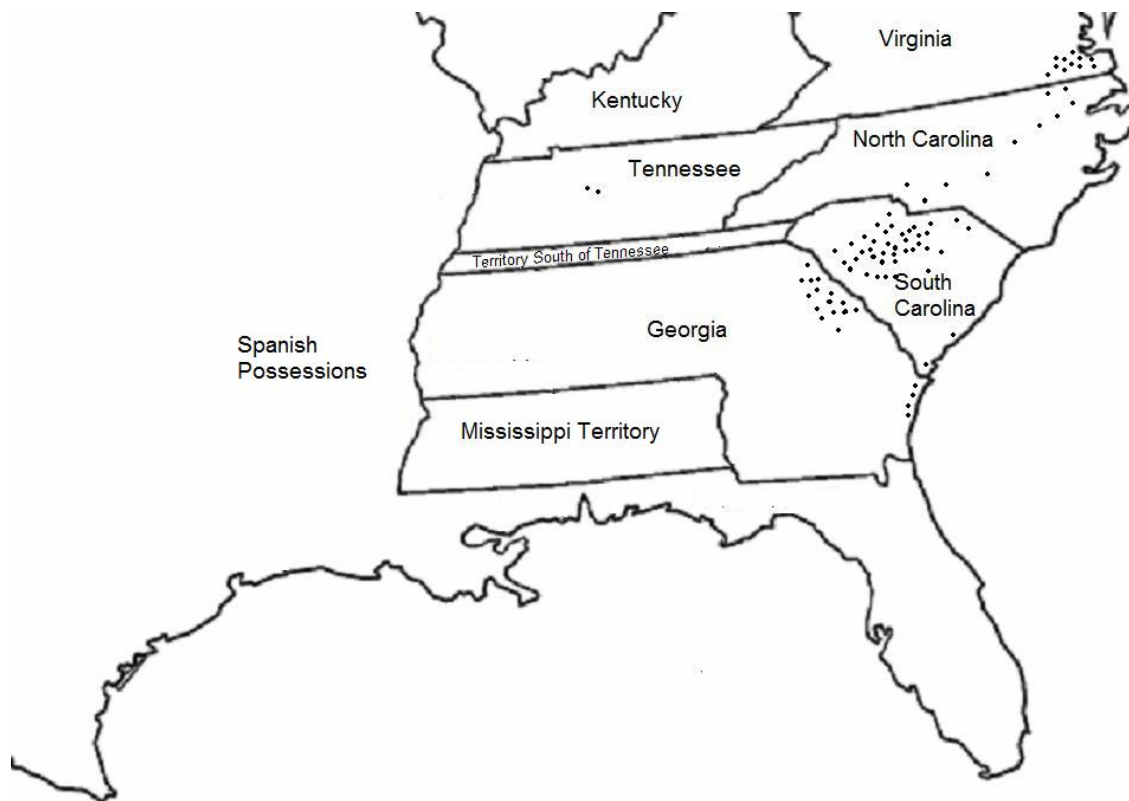 Virginia
Kentucky
North Carolina
Tennessee
Territory South of Tennessee
South
Carolina
Georgia
Spanish
Possessions
Mississippi Territory